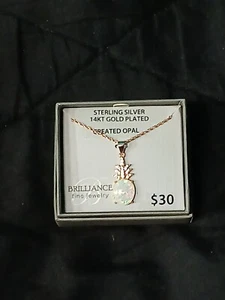 STERLING SILVER
14KT GOLD PLATED
CREATED OPAL
BRILLIANCE
fine jewelry
$30